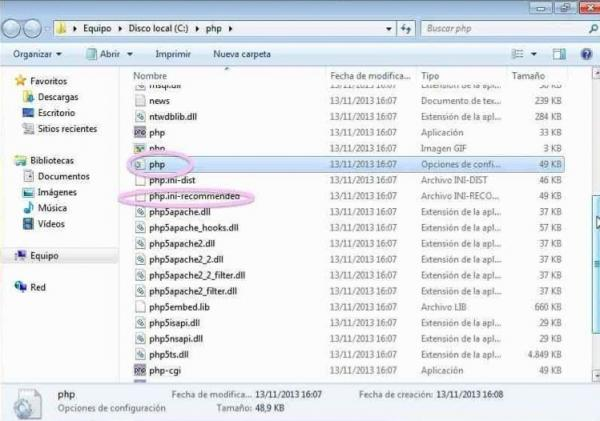 Equipo ▸ Disco local (C:) ▸ php ▸
Buscar php
Organizar Abrir Imprimir Nueva carpeta
Nombre Fecha de modifica... Tipo Tamaño
Favoritos
Descargas
Escritorio
Sitios recientes
Bibliotecas
Documentos
Imágenes
Música
Vídeos
Equipo
Red
msql.dll 13/11/2013 16:07 Extensión de la apl... 50 KB
news 13/11/2013 16:07 Documento de tex... 239 KB
ntwdblib.dll 13/11/2013 16:07 Extensión de la apl... 284 KB
php 13/11/2013 16:07 Aplicación 33 KB
php 13/11/2013 16:07 Imagen GIF 3 KB
php 13/11/2013 16:07 Opciones de confi... 49 KB
php.ini-dist 13/11/2013 16:07 Archivo INI-DIST 46 KB
php.ini-recommended 13/11/2013 16:07 Archivo INI-RECO... 49 KB
php5apache.dll 13/11/2013 16:07 Extensión de la apl... 37 KB
php5apache_hooks.dll 13/11/2013 16:07 Extensión de la apl... 57 KB
php5apache2.dll 13/11/2013 16:07 Extensión de la apl... 37 KB
php5apache2_2.dll 13/11/2013 16:07 Extensión de la apl... 37 KB
php5apache2_2_filter.dll 13/11/2013 16:07 Extensión de la apl... 37 KB
php5apache2_filter.dll 13/11/2013 16:07 Extensión de la apl... 37 KB
php5embed.lib 13/11/2013 16:07 Archivo LIB 660 KB
php5isapi.dll 13/11/2013 16:07 Extensión de la apl... 29 KB
php5nsapi.dll 13/11/2013 16:07 Extensión de la apl... 29 KB
php5ts.dll 13/11/2013 16:07 Extensión de la apl... 4.849 KB
php-cgi 13/11/2013 16:07 Aplicación 49 KB
php Fecha de modifica... 13/11/2013 16:07 Fecha de creación: 13/11/2013 16:08
Opciones de configuración Tamaño: 48,9 KB